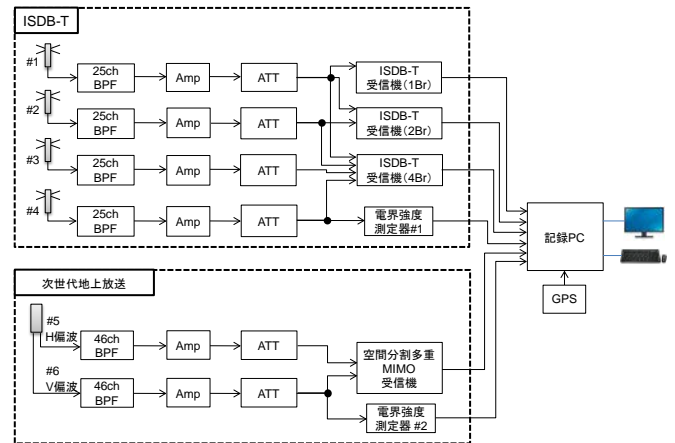 ISDB-T
#1
25ch
BPF
Amp
ATT
ISDB-T
受信機(1Br)
#2
25ch
BPF
Amp
ATT
ISDB-T
受信機(2Br)
#3
25ch
BPF
Amp
ATT
ISDB-T
受信機(4Br)
#4
25ch
BPF
Amp
ATT
電界強度
測定器#1
記録PC
GPS
次世代地上放送
#5
H偏波
46ch
BPF
Amp
ATT
空間分割多重
MIMO
受信機
#6
V偏波
46ch
BPF
Amp
ATT
電界強度
測定器 #2